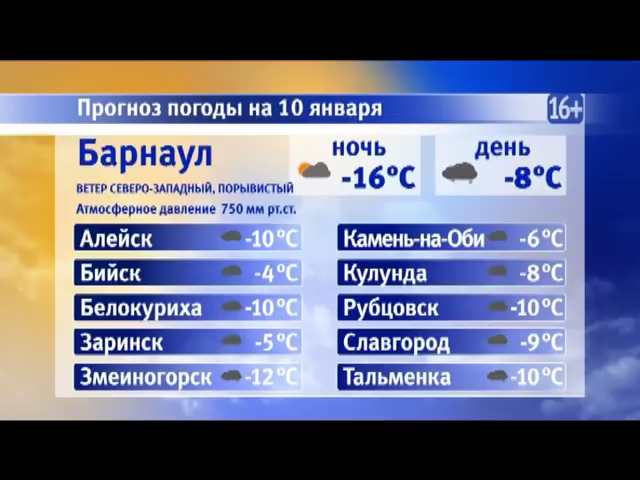 Прогноз погоды на 10 января 16+
Барнаул
ВЕТЕР СЕВЕРО-ЗАПАДНЫЙ, ПОРЫВИСТЫЙ
Атмосферное давление 750 мм рт.ст.
ночь
-16°C
день
-8°C
Алейск -10°C
Бийск -4°C
Белокуриха -10°C
Заринск -5°C
Змеиногорск -12°C
Камень-на-Оби -6°C
Кулунда -8°C
Рубцовск -10°C
Славгород -9°C
Тальменка -10°C